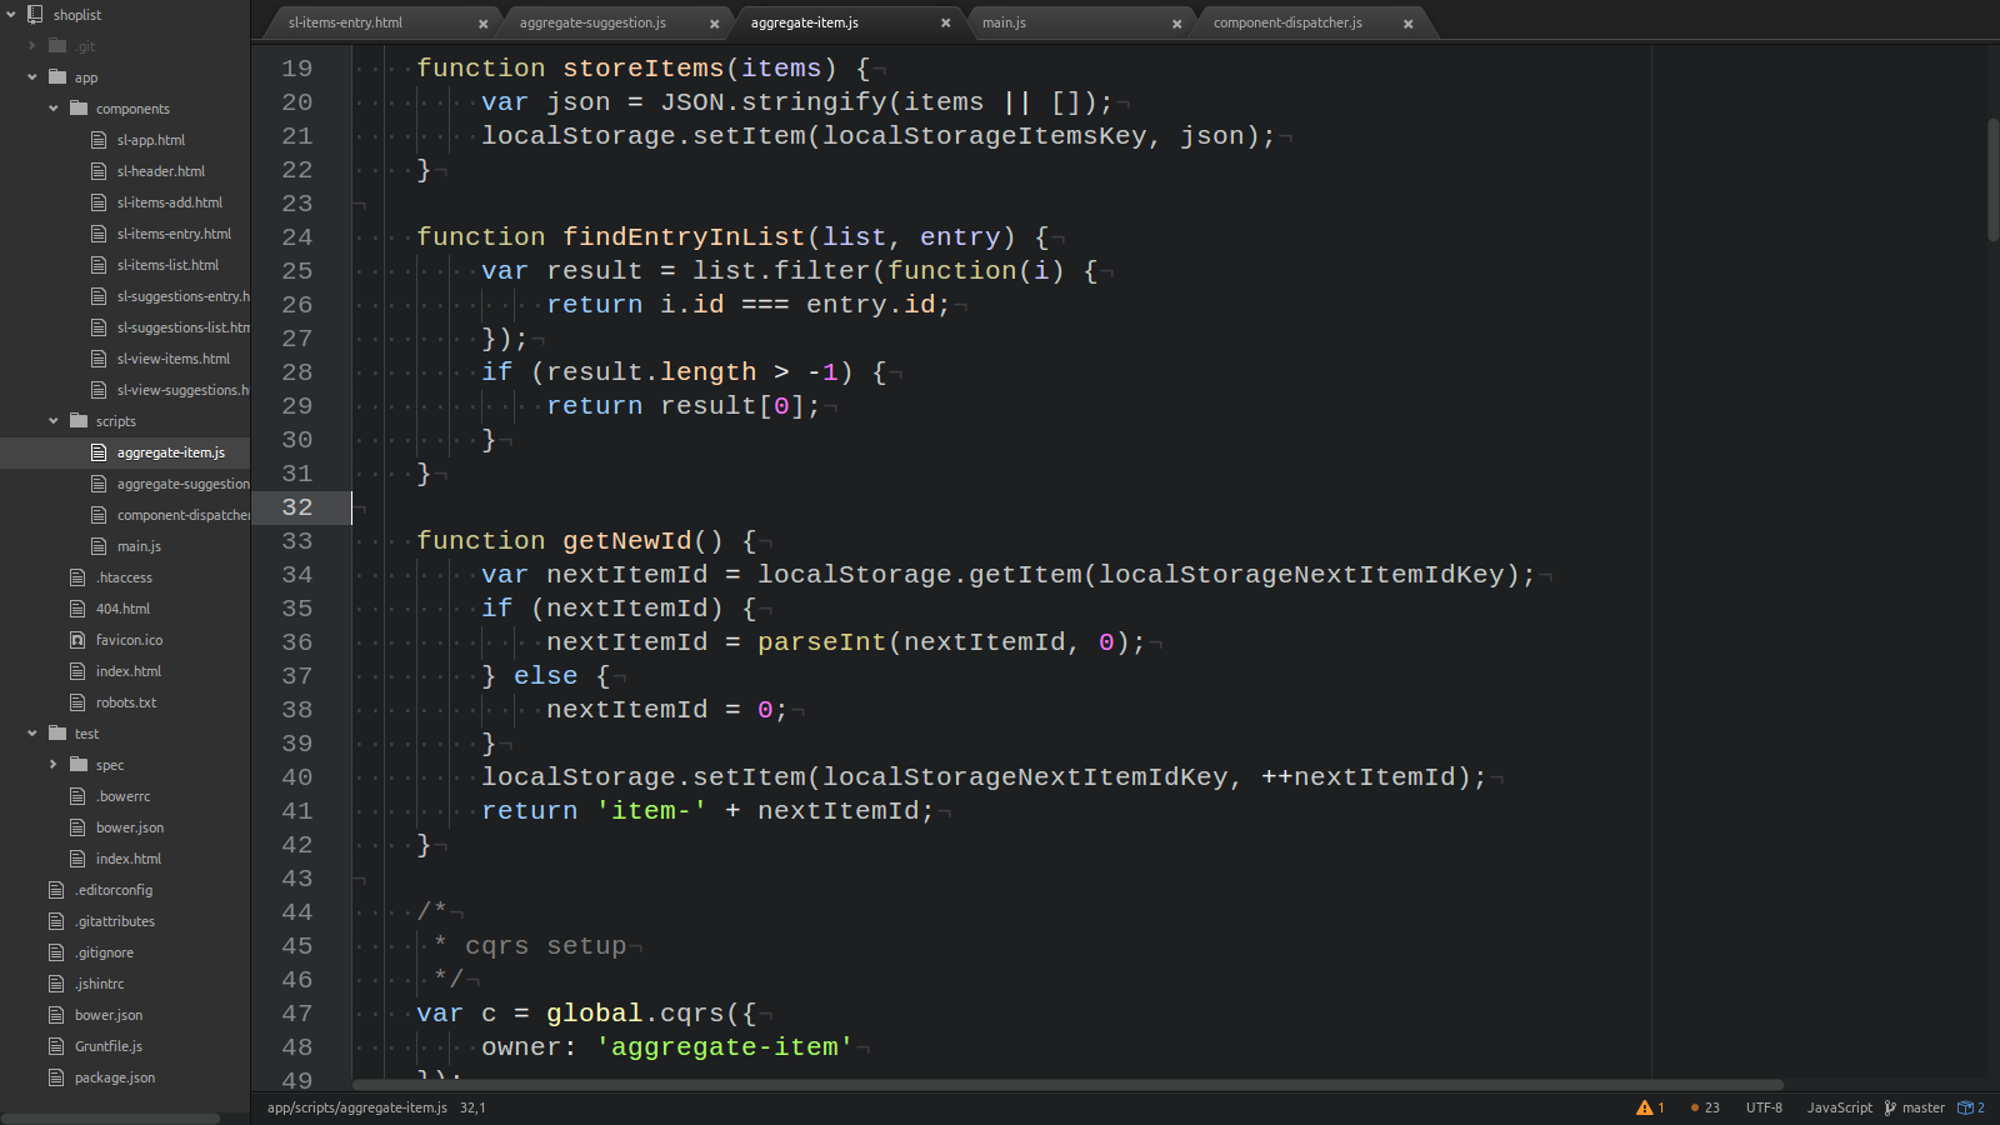 shoplist
.git
app
components
sl-app.html
sl-header.html
sl-items-add.html
sl-items-entry.html
sl-items-list.html
sl-suggestions-entry.h
sl-suggestions-list.htm
sl-view-items.html
sl-view-suggestions.h
scripts
aggregate-item.js
aggregate-suggestion
component-dispatcher
main.js
.htaccess
404.html
favicon.ico
index.html
robots.txt
test
spec
.bowerrc
bower.json
index.html
.editorconfig
.gitattributes
.gitignore
.jshintrc
bower.json
Gruntfile.js
package.json
sl-items-entry.html × aggregate-suggestion.js × aggregate-item.js × main.js × component-dispatcher.js ×
19 function storeItems(items) {¬
20 var json = JSON.stringify(items || []);¬
21 localStorage.setItem(localStorageItemsKey, json);¬
22 }¬
23 ¬
24 function findEntryInList(list, entry) {¬
25 var result = list.filter(function(i) {¬
26 return i.id === entry.id;¬
27 });¬
28 if (result.length > -1) {¬
29 return result[0];¬
30 }¬
31 }¬
32 ¬
33 function getNewId() {¬
34 var nextItemId = localStorage.getItem(localStorageNextItemIdKey);¬
35 if (nextItemId) {¬
36 nextItemId = parseInt(nextItemId, 0);¬
37 } else {¬
38 nextItemId = 0;¬
39 }¬
40 localStorage.setItem(localStorageNextItemIdKey, ++nextItemId);¬
41 return 'item-' + nextItemId;¬
42 }¬
43 ¬
44 /*¬
45 * cqrs setup¬
46 */¬
47 var c = global.cqrs({¬
48 owner: 'aggregate-item'¬
49 });
app/scripts/aggregate-item.js 32,1 1 23 UTF-8 JavaScript master 2